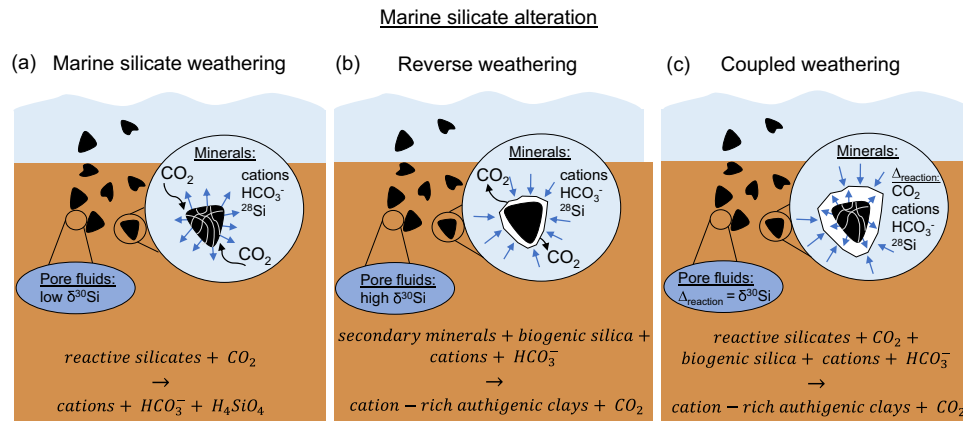 Marine silicate alteration
(a) Marine silicate weathering
Minerals:
CO₂
cations
HCO₃⁻
²⁸Si
CO₂
Pore fluids:
low δ³⁰Si
reactive silicates + CO₂
→
cations + HCO₃⁻ + H₄SiO₄
(b) Reverse weathering
Minerals:
CO₂
cations
HCO₃⁻
²⁸Si
CO₂
Pore fluids:
high δ³⁰Si
secondary minerals + biogenic silica +
cations + HCO₃⁻
→
cation − rich authigenic clays + CO₂
(c) Coupled weathering
Minerals:
Δreaction:
CO₂
cations
HCO₃⁻
²⁸Si
Pore fluids:
Δreaction = δ³⁰Si
reactive silicates + CO₂ +
biogenic silica + cations + HCO₃⁻
→
cation − rich authigenic clays + CO₂